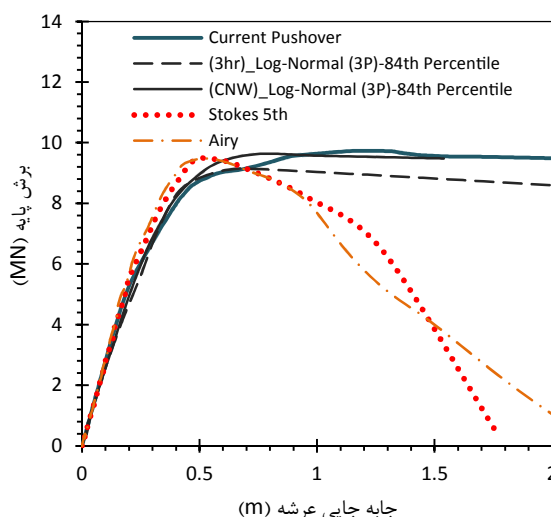 14
12
10
8
6
4
2
0
برش پایه (MN)
Current Pushover
(3hr)_Log-Normal (3P)-84th Percentile
(CNW)_Log-Normal (3P)-84th Percentile
Stokes 5th
Airy
0
0.5
1
1.5
2
جابه جایی عرشه (m)